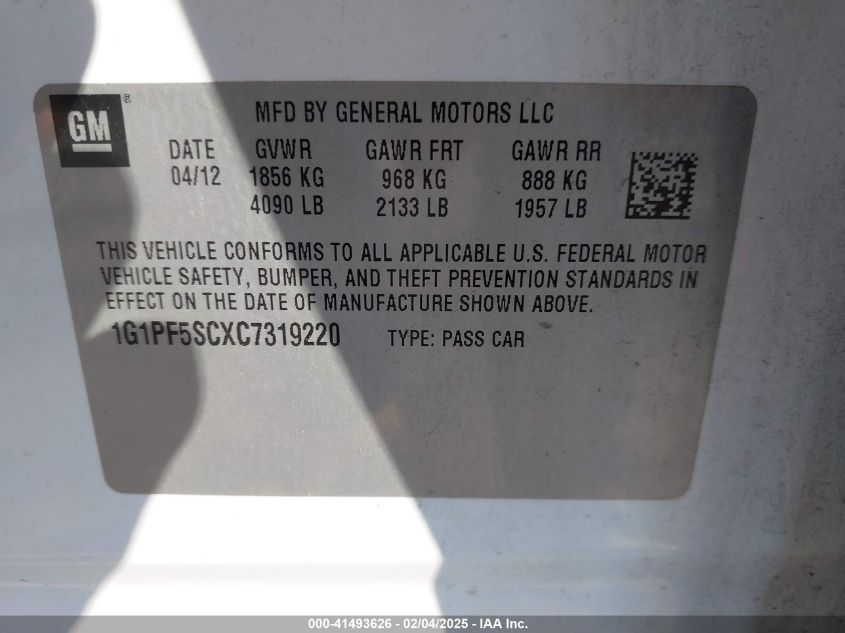 GM®
MFD BY GENERAL MOTORS LLC
DATE GVWR GAWR FRT GAWR RR
04/12 1856 KG 968 KG 888 KG
4090 LB 2133 LB 1957 LB
THIS VEHICLE CONFORMS TO ALL APPLICABLE U.S. FEDERAL MOTOR
VEHICLE SAFETY, BUMPER, AND THEFT PREVENTION STANDARDS IN
EFFECT ON THE DATE OF MANUFACTURE SHOWN ABOVE.
1G1PF5SCXC7319220 TYPE: PASS CAR
000-41493626 - 02/04/2025 - IAA Inc.